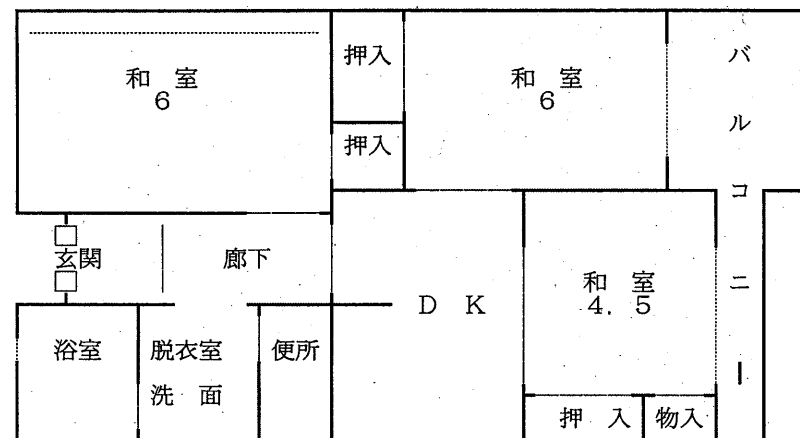 和 室
6
押入
押入
和 室
6
バルコニー
玄関
廊下
DK
和 室
4.5
浴室
脱衣室
洗 面
便所
押 入
物入